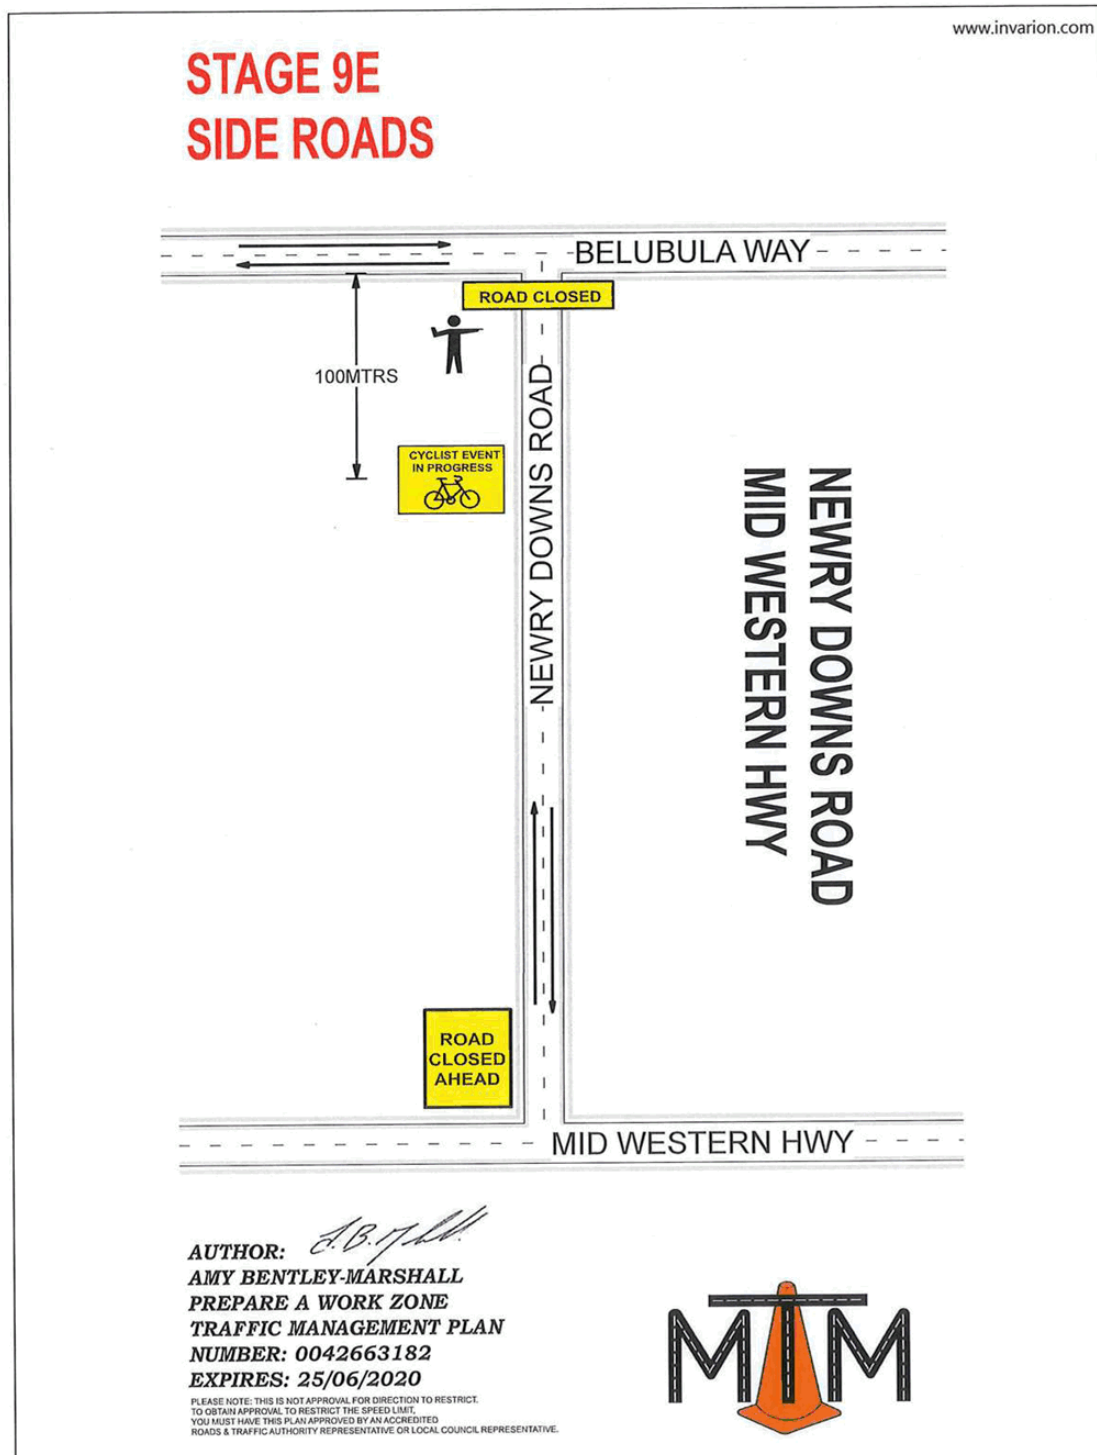 www.invarion.com
STAGE 9E
SIDE ROADS
BELUBULA WAY
ROAD CLOSED
100MTRS
CYCLIST EVENT
IN PROGRESS
NEWRY DOWNS ROAD
NEWRY DOWNS ROAD
MID WESTERN HWY
ROAD
CLOSED
AHEAD
MID WESTERN HWY
AUTHOR:
AMY BENTLEY-MARSHALL
PREPARE A WORK ZONE
TRAFFIC MANAGEMENT PLAN
NUMBER: 0042663182
EXPIRES: 25/06/2020
PLEASE NOTE: THIS IS NOT APPROVAL FOR DIRECTION TO RESTRICT.
TO OBTAIN APPROVAL TO RESTRICT THE SPEED LIMIT,
YOU MUST HAVE THIS PLAN APPROVED BY AN ACCREDITED
ROADS & TRAFFIC AUTHORITY REPRESENTATIVE OR LOCAL COUNCIL REPRESENTATIVE.
MTM